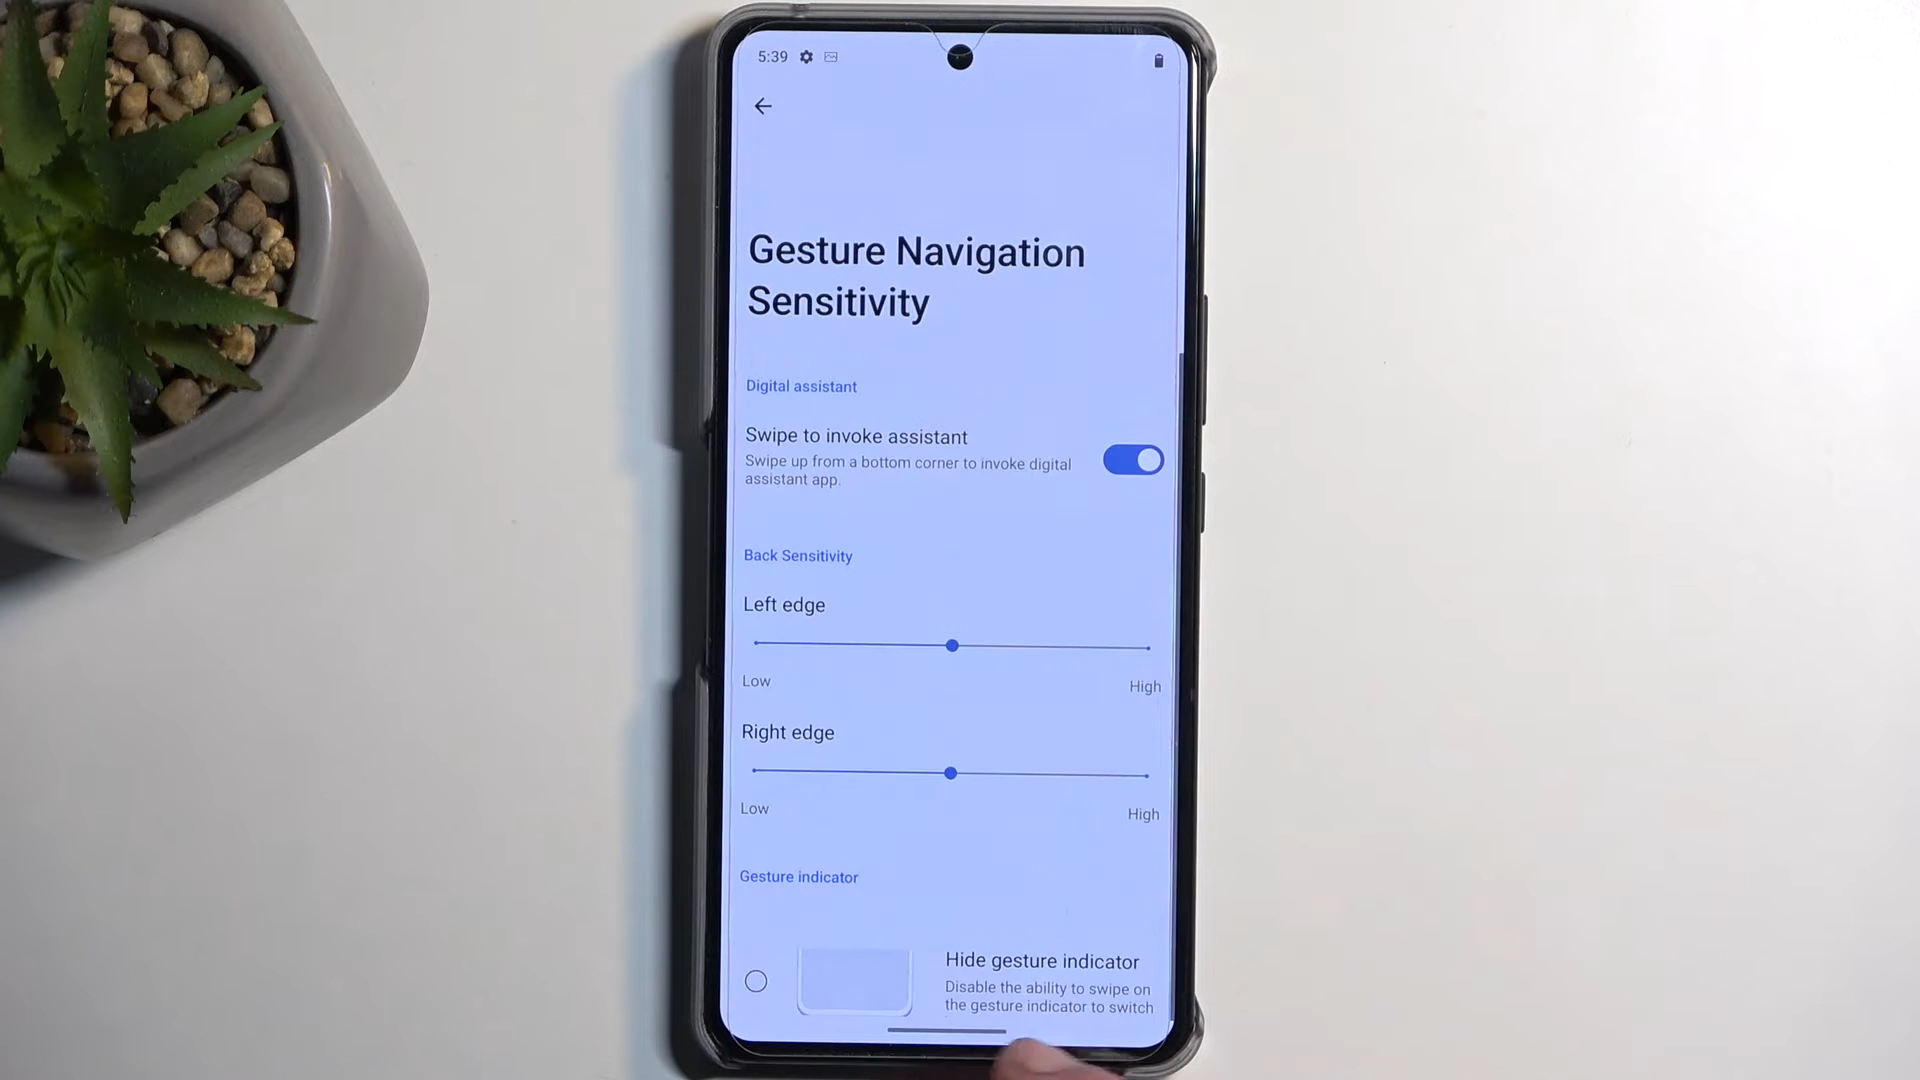 5:39
Gesture Navigation
Sensitivity
Digital assistant
Swipe to invoke assistant
Swipe up from a bottom corner to invoke digital
assistant app.
Back Sensitivity
Left edge
Low
High
Right edge
Low
High
Gesture indicator
Hide gesture indicator
Disable the ability to swipe on
the gesture indicator to switch